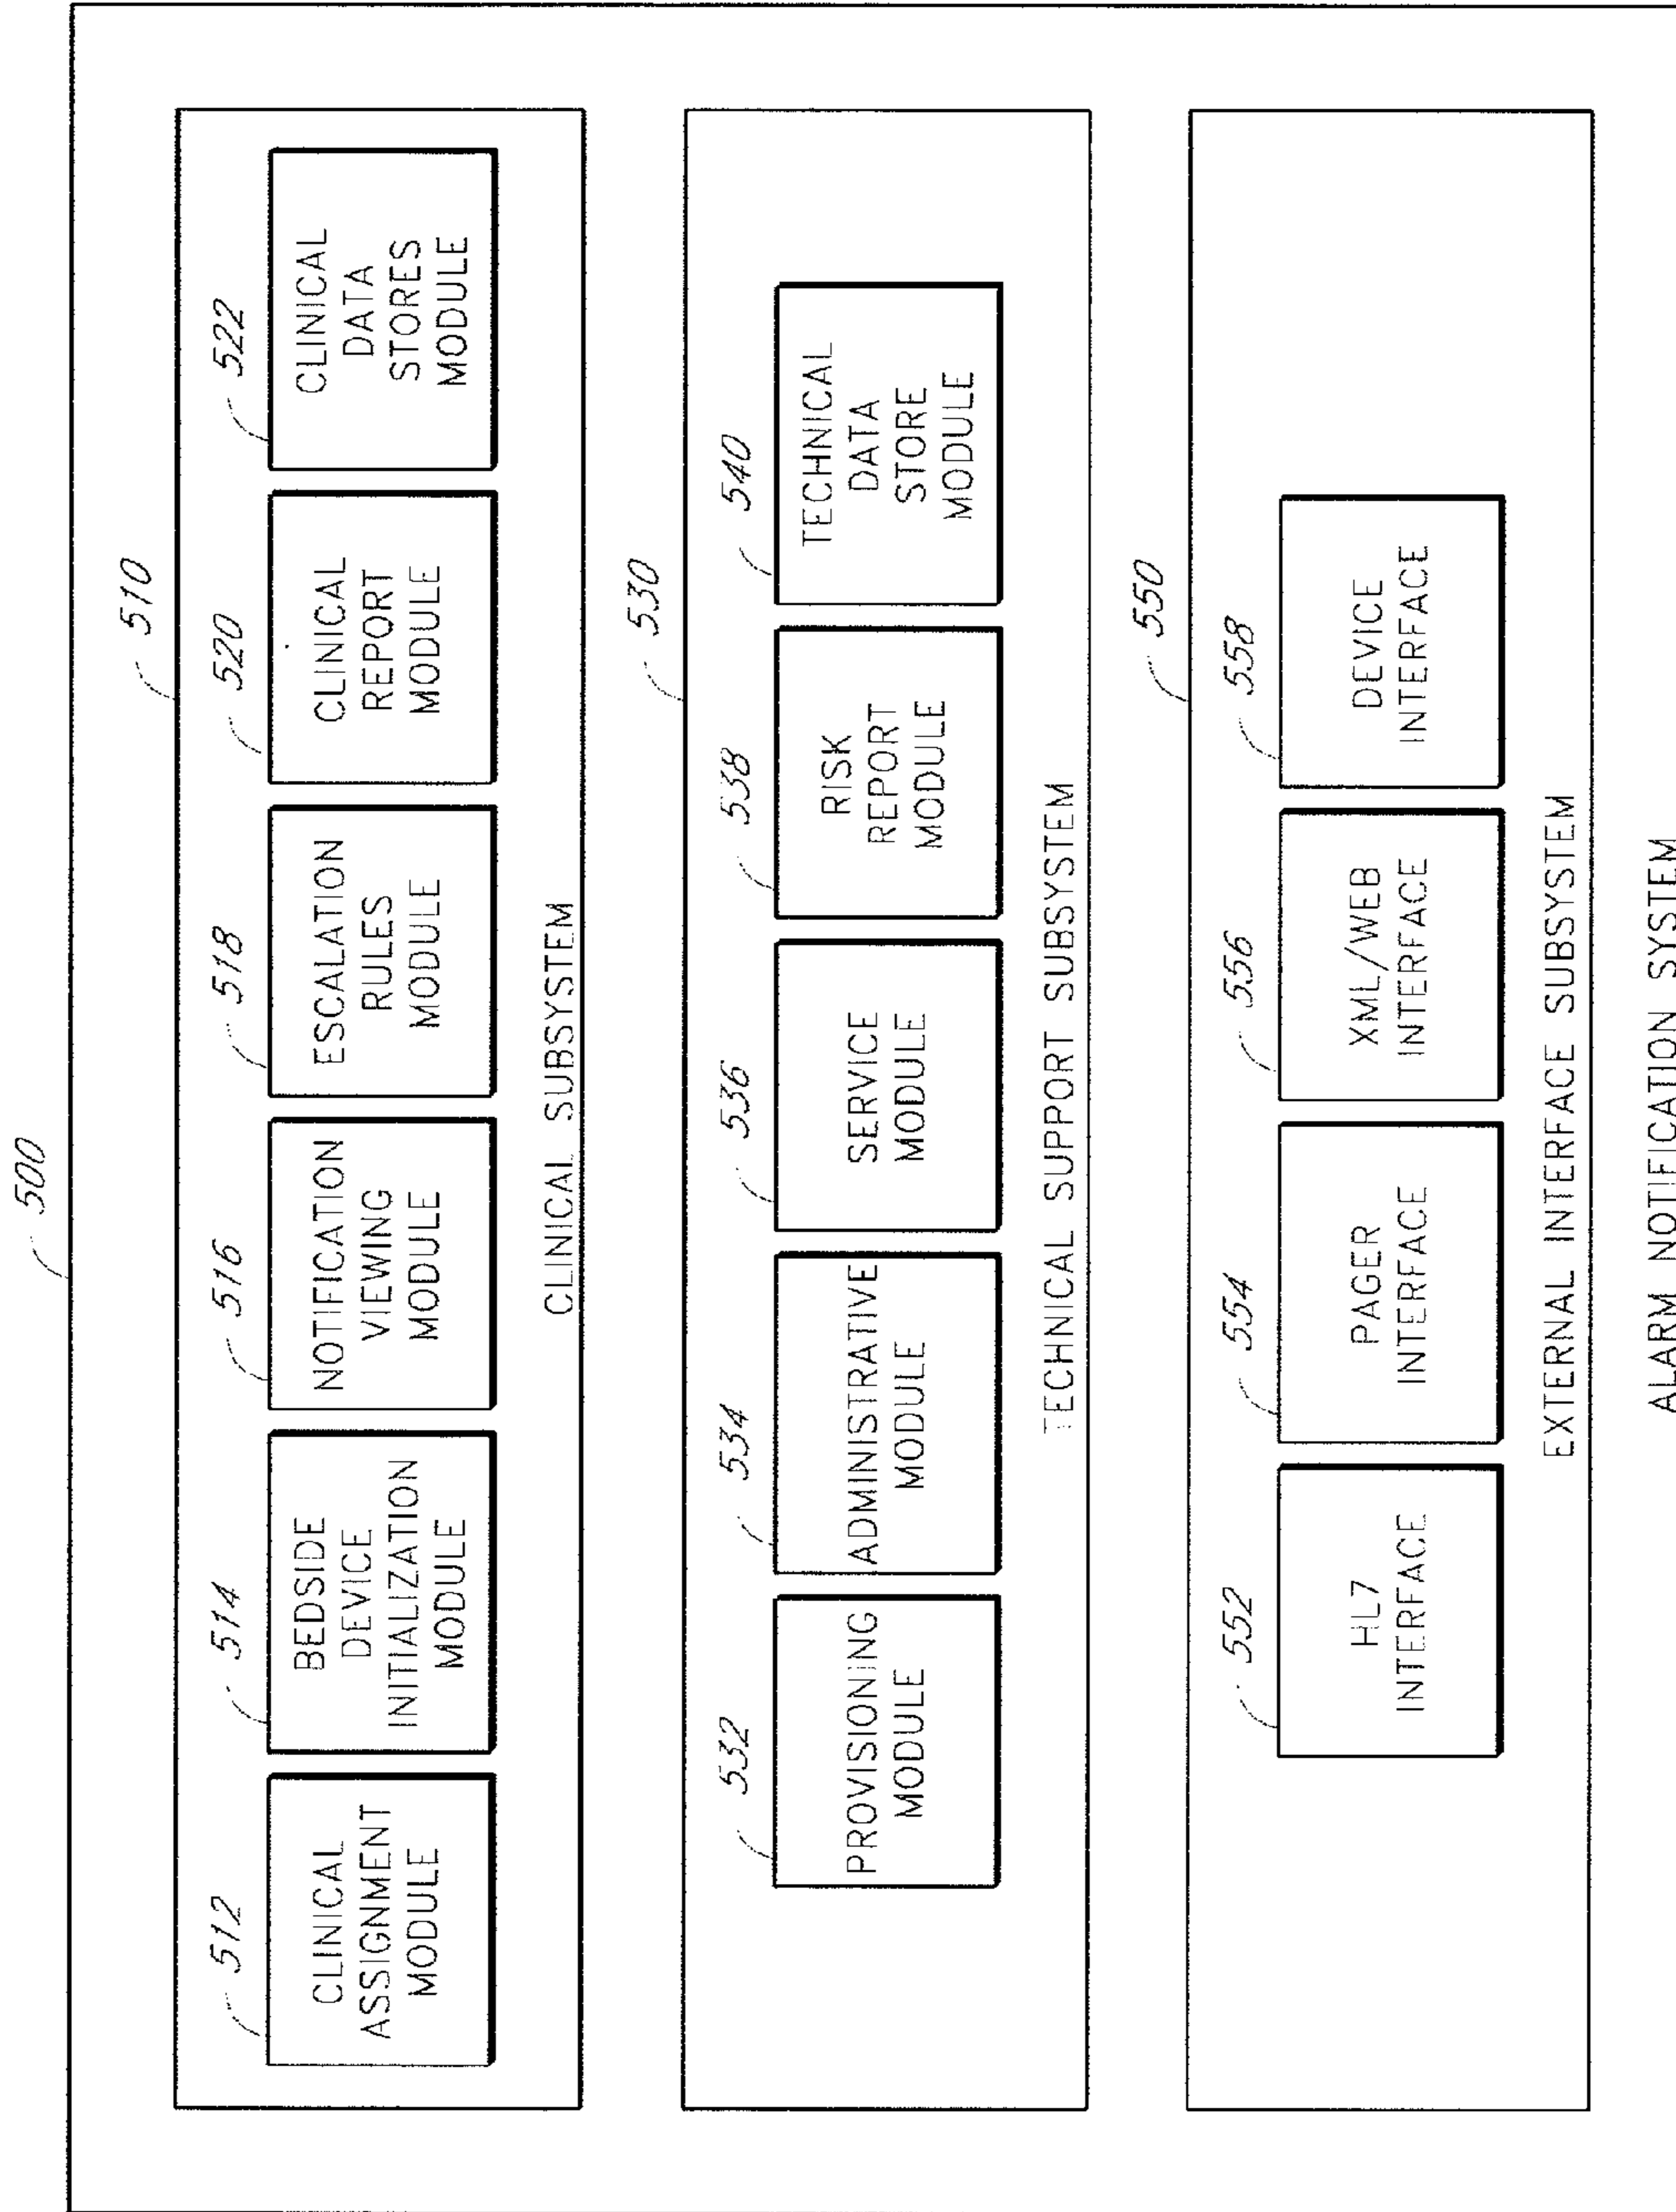 500
510
512
CLINICAL
ASSIGNMENT
MODULE
514
BEDSIDE
DEVICE
INITIALIZATION
MODULE
516
NOTIFICATION
VIEWING
MODULE
518
ESCALATION
RULES
MODULE
520
CLINICAL
REPORT
MODULE
522
CLINICAL
DATA
STORES
MODULE
CLINICAL SUBSYSTEM
530
532
PROVISIONING
MODULE
534
ADMINISTRATIVE
MODULE
536
SERVICE
MODULE
538
RISK
REPORT
MODULE
540
TECHNICAL
DATA
STORE
MODULE
TECHNICAL SUPPORT SUBSYSTEM
550
552
HL7
INTERFACE
554
PAGER
INTERFACE
556
XML/WEB
INTERFACE
558
DEVICE
INTERFACE
EXTERNAL INTERFACE SUBSYSTEM
ALARM NOTIFICATION SYSTEM